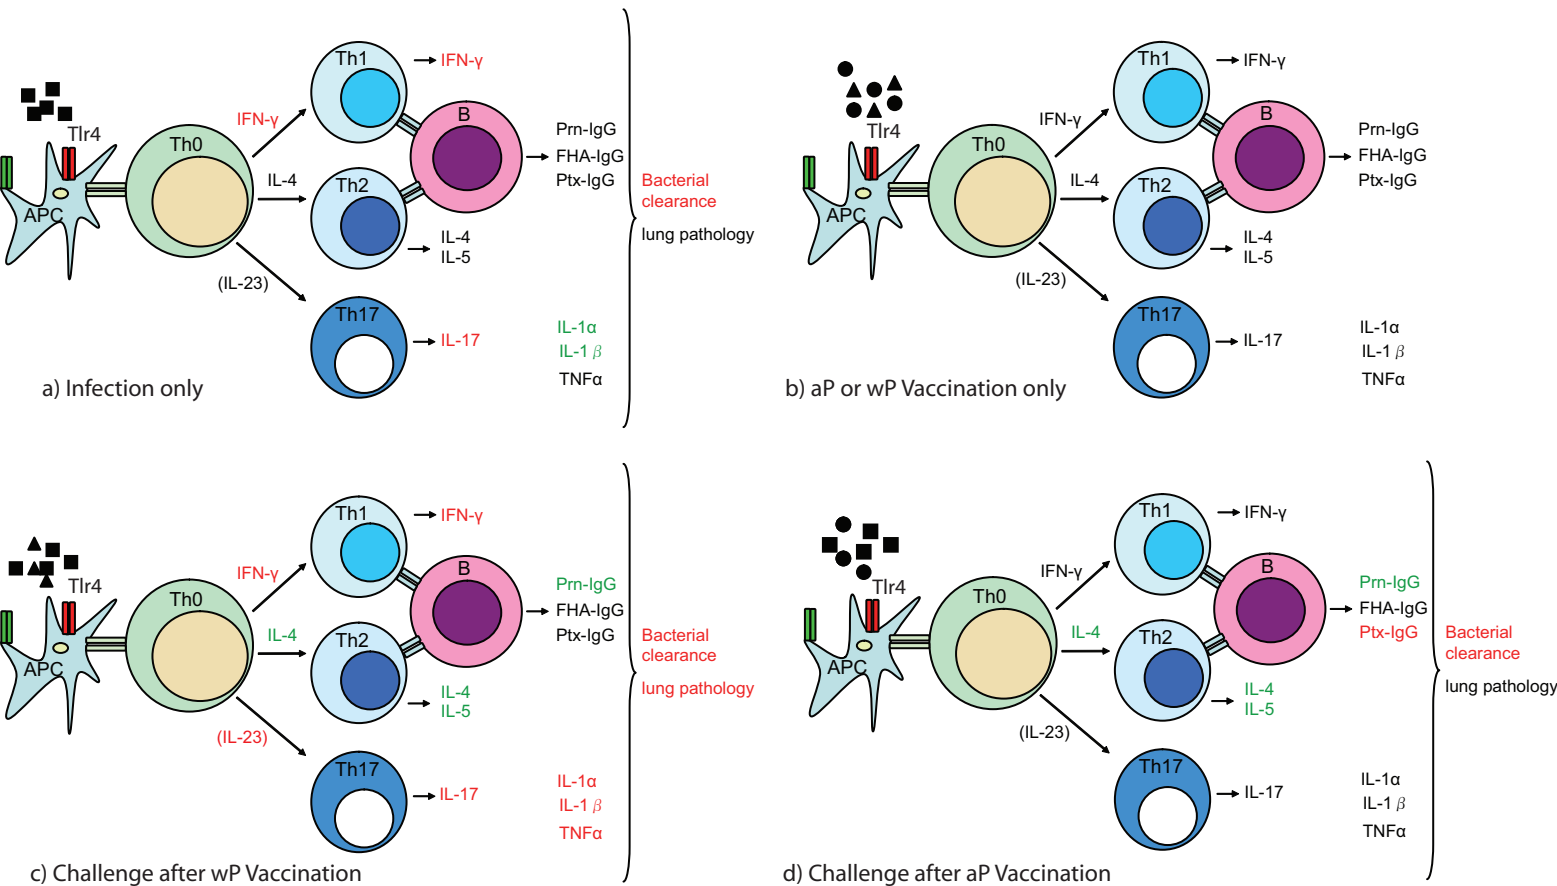 Tlr4
APC
Th0
IFN-γ
IL-4
(IL-23)
Th1
IFN-γ
Th2
IL-4
IL-5
Th17
IL-17
B
Prn-IgG
FHA-IgG
Ptx-IgG
IL-1α
IL-1 β
TNFα
Bacterial
clearance
lung pathology
a) Infection only
Tlr4
APC
Th0
IFN-γ
IL-4
(IL-23)
Th1
IFN-γ
Th2
IL-4
IL-5
Th17
IL-17
B
Prn-IgG
FHA-IgG
Ptx-IgG
IL-1α
IL-1 β
TNFα
b) aP or wP Vaccination only
Tlr4
APC
Th0
IFN-γ
IL-4
(IL-23)
Th1
IFN-γ
Th2
IL-4
IL-5
Th17
IL-17
B
Prn-IgG
FHA-IgG
Ptx-IgG
IL-1α
IL-1 β
TNFα
Bacterial
clearance
lung pathology
c) Challenge after wP Vaccination
Tlr4
APC
Th0
IFN-γ
IL-4
(IL-23)
Th1
IFN-γ
Th2
IL-4
IL-5
Th17
IL-17
B
Prn-IgG
FHA-IgG
Ptx-IgG
IL-1α
IL-1 β
TNFα
Bacterial
clearance
lung pathology
d) Challenge after aP Vaccination